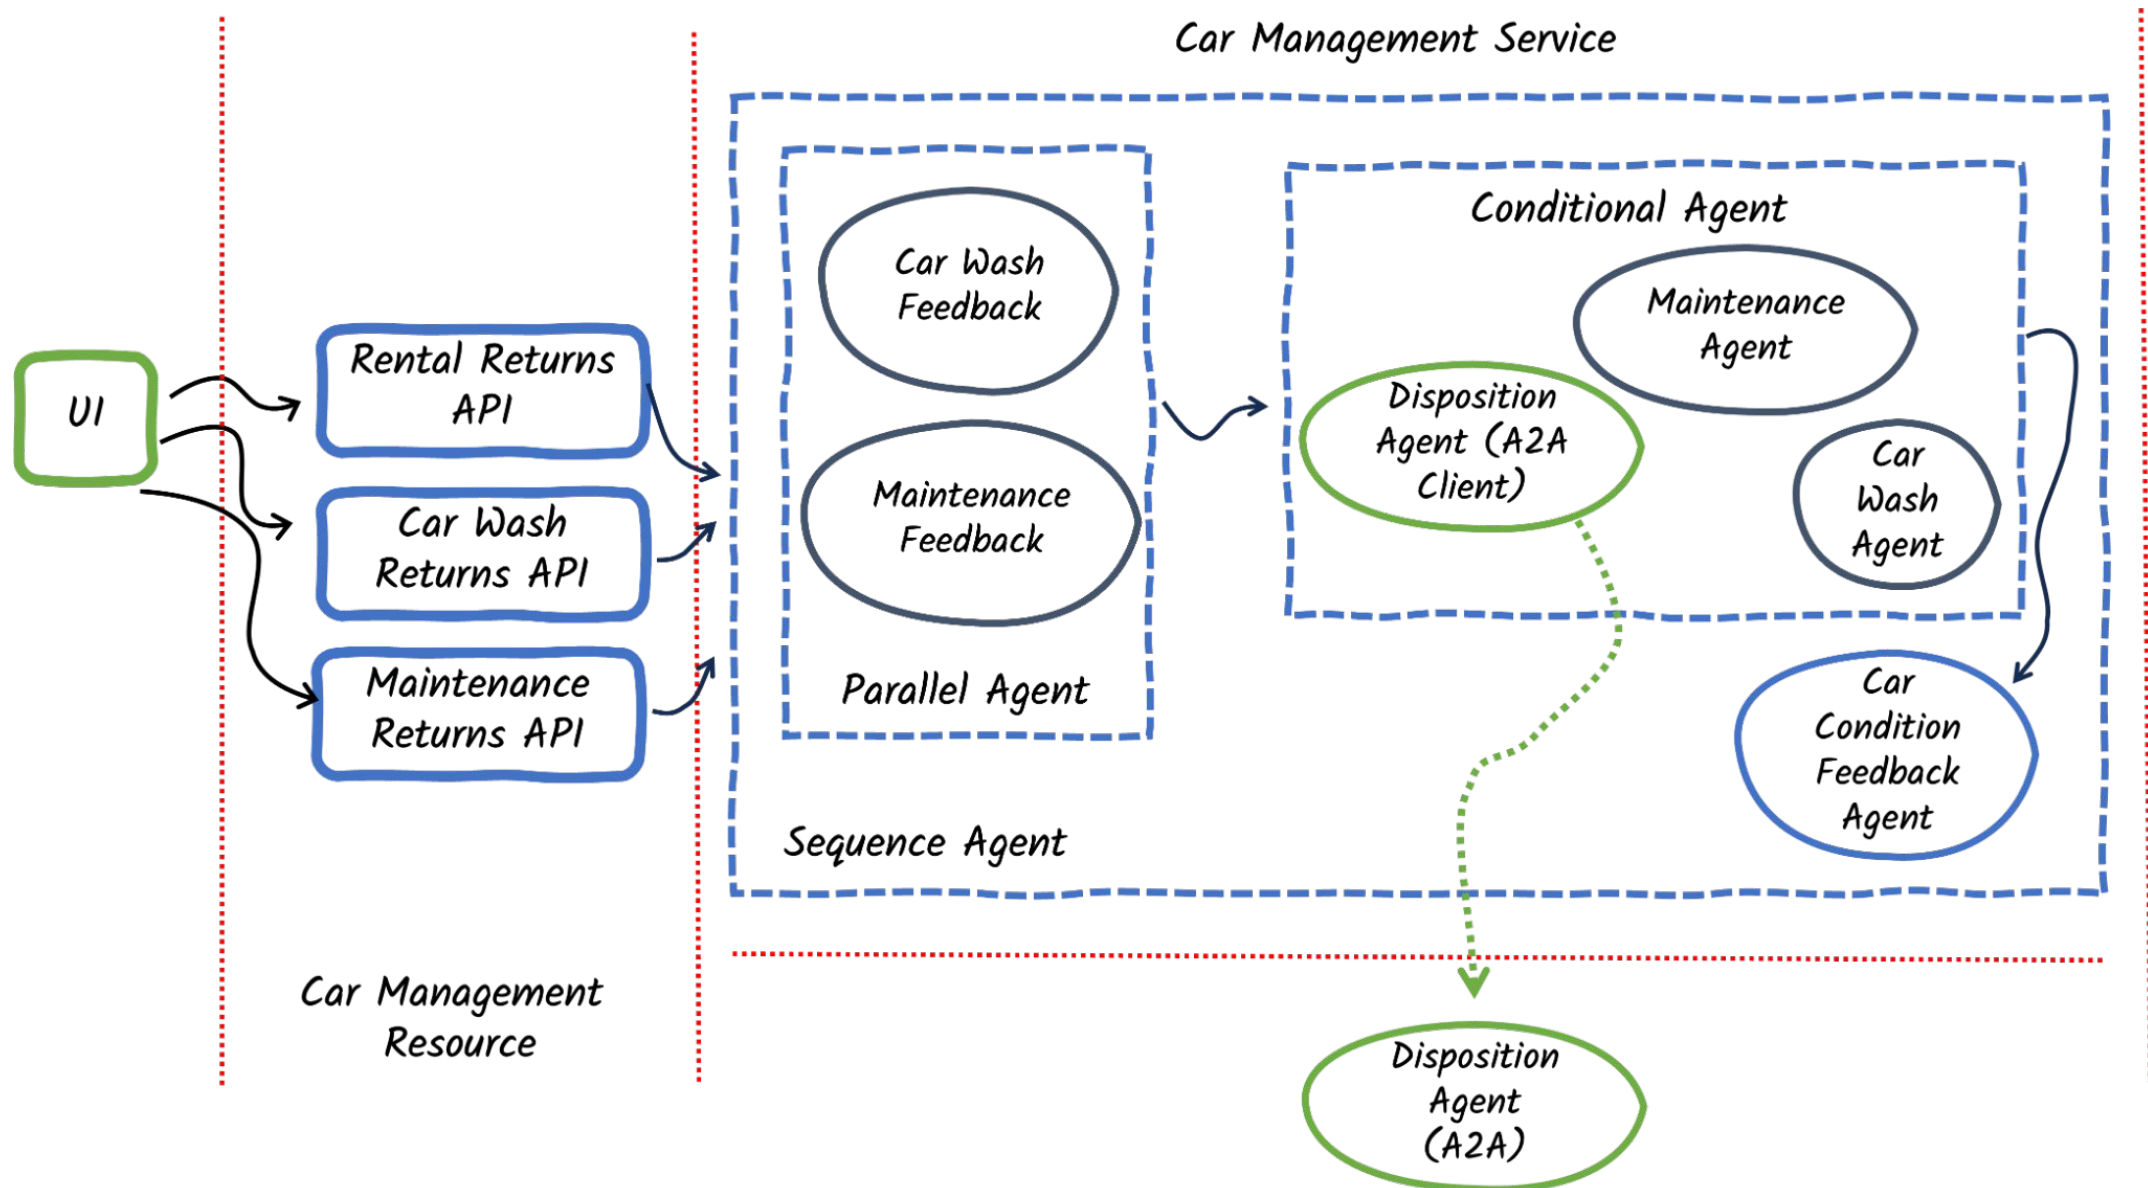 Car Management Service
UI
Rental Returns
API
Car Wash
Returns API
Maintenance
Returns API
Car Management
Resource
Car Wash
Feedback
Maintenance
Feedback
Parallel Agent
Sequence Agent
Conditional Agent
Maintenance
Agent
Disposition
Agent (A2A
Client)
Car
Wash
Agent
Car
Condition
Feedback
Agent
Disposition
Agent
(A2A)